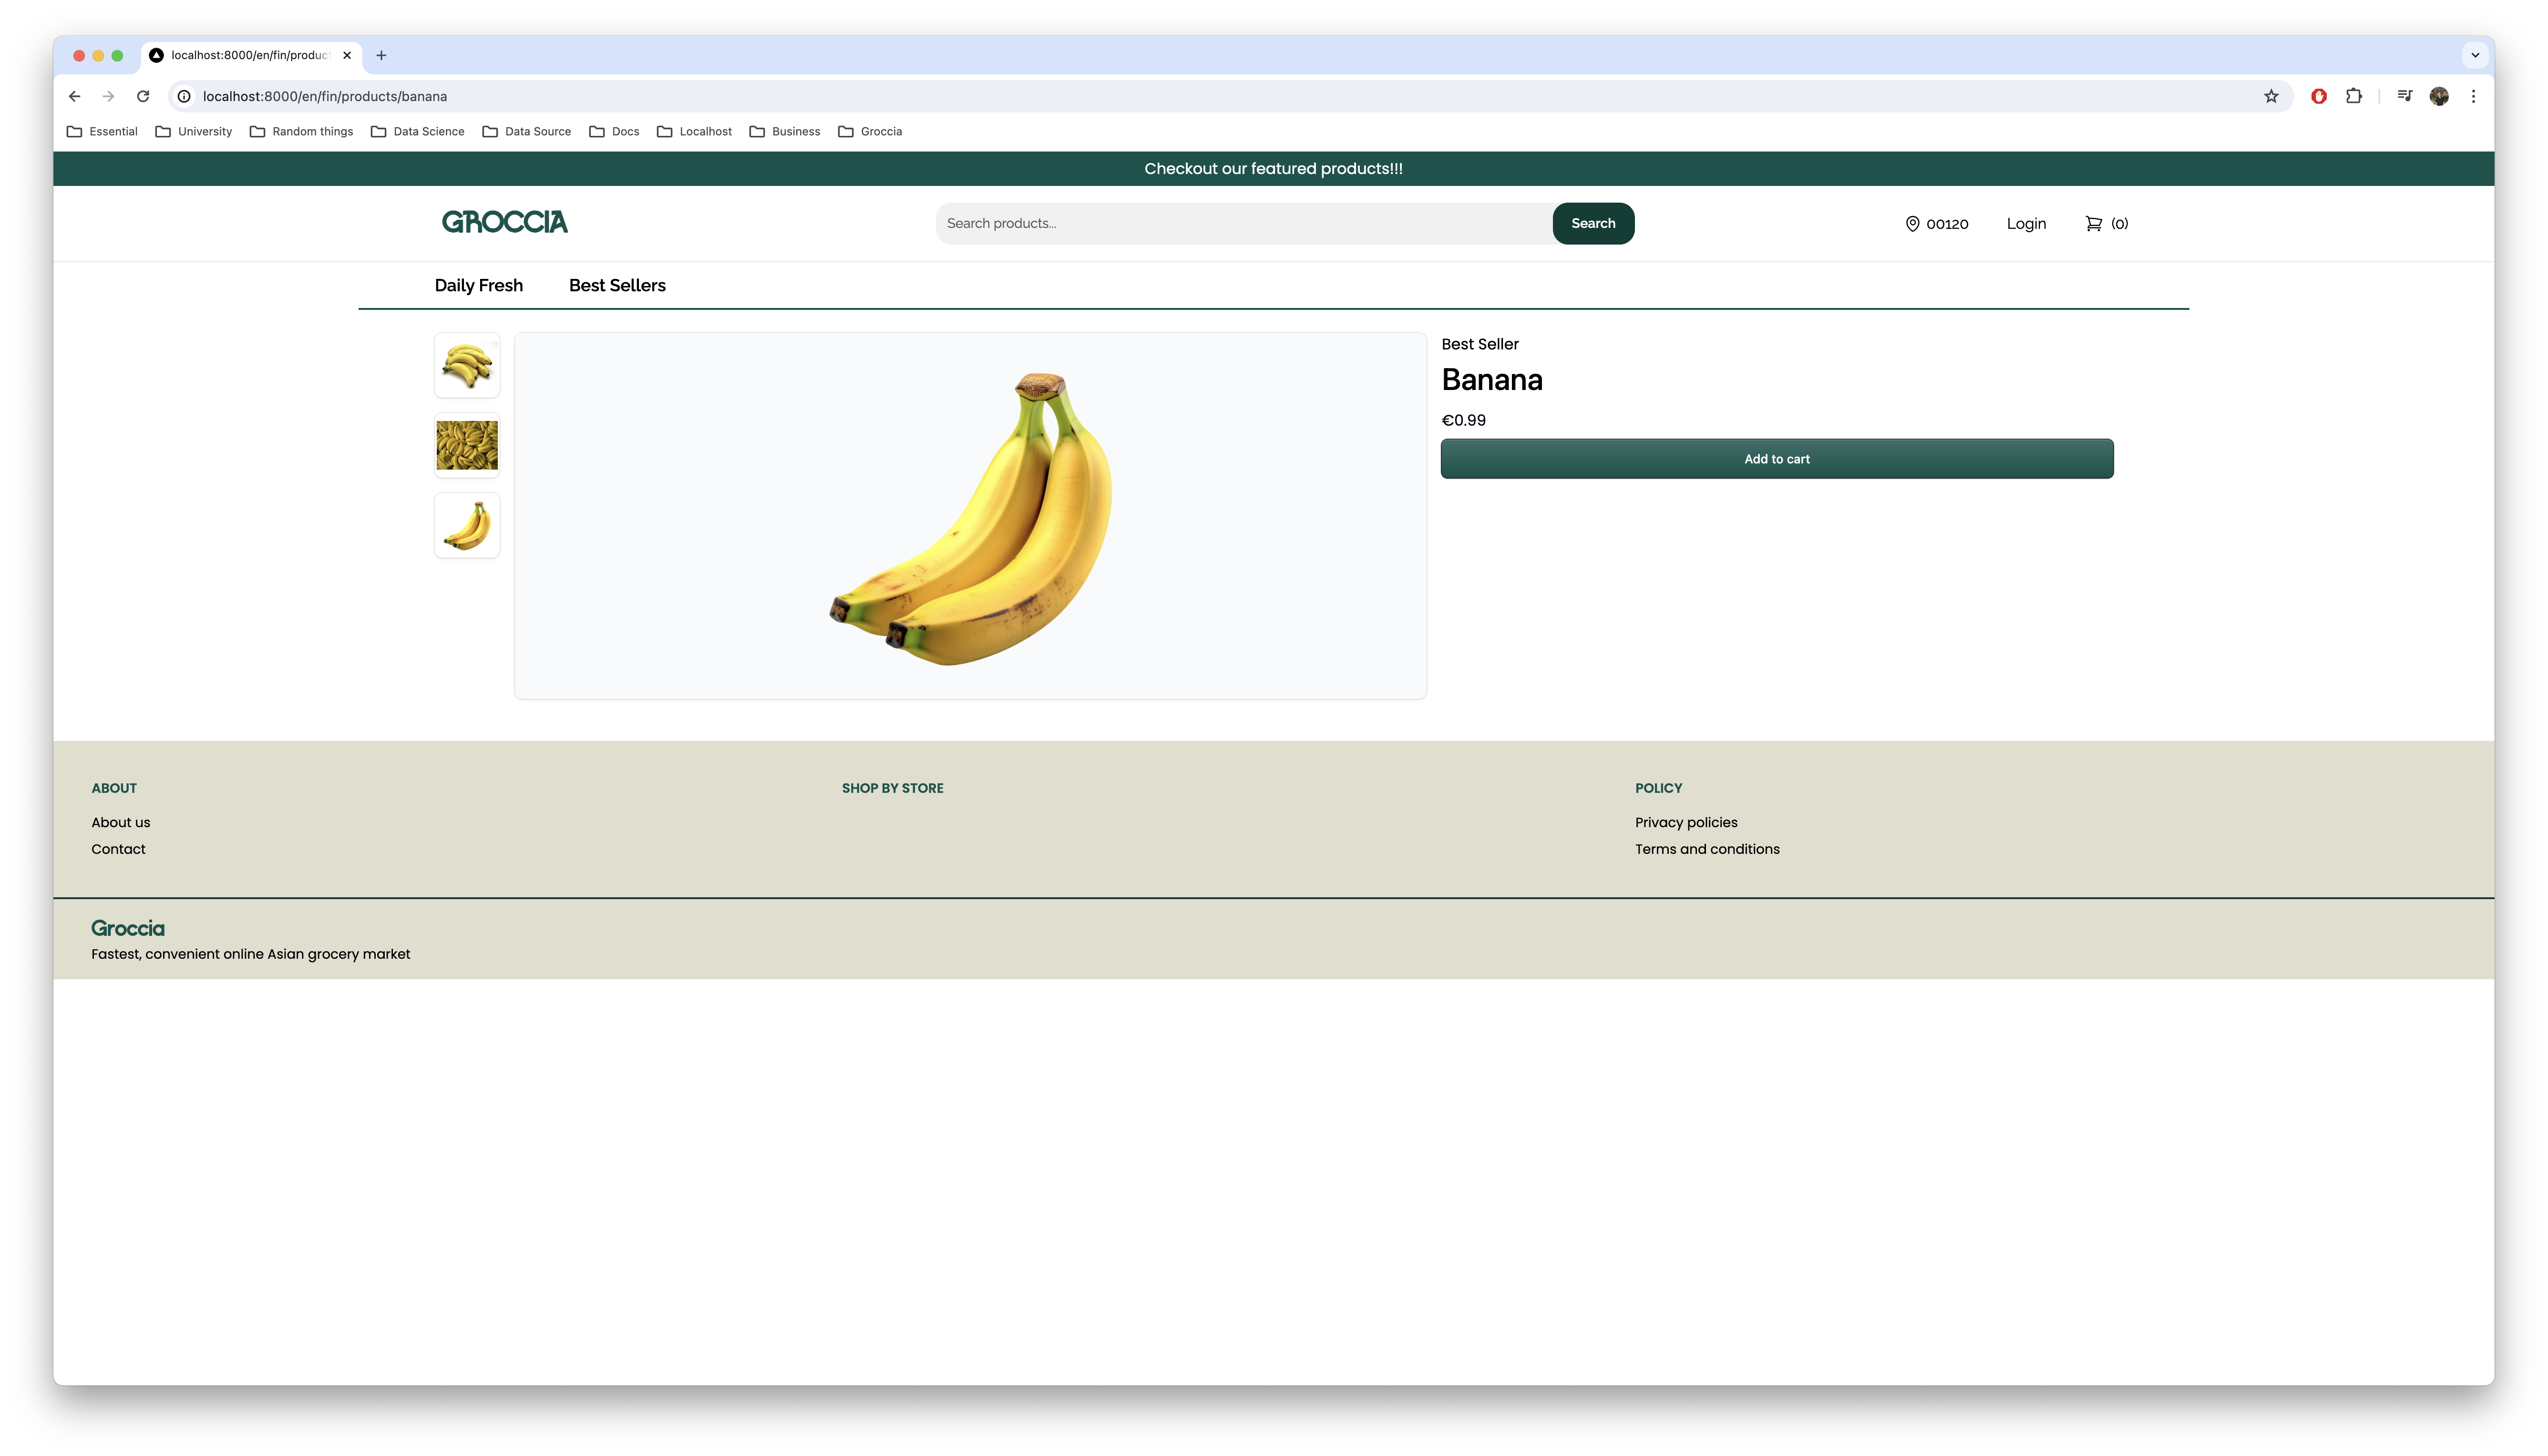 localhost:8000/en/fin/produc
localhost:8000/en/fin/products/banana
Essential University Random things Data Science Data Source Docs Localhost Business Groccia
Checkout our featured products!!!
GROCCIA Search products... Search 00120 Login (0)
Daily Fresh Best Sellers
Best Seller
Banana
€0.99
Add to cart
ABOUT SHOP BY STORE POLICY
About us Privacy policies
Contact Terms and conditions
Groccia
Fastest, convenient online Asian grocery market